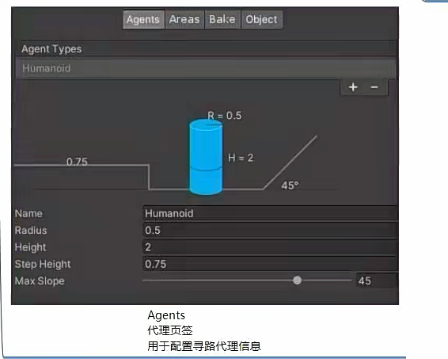 Agents Areas Bake Object
Agent Types
Humanoid
+ −
R = 0.5
0.75
H = 2
45°
Name Humanoid
Radius 0.5
Height 2
Step Height 0.75
Max Slope 45
Agents
代理页签
用于配置寻路代理信息